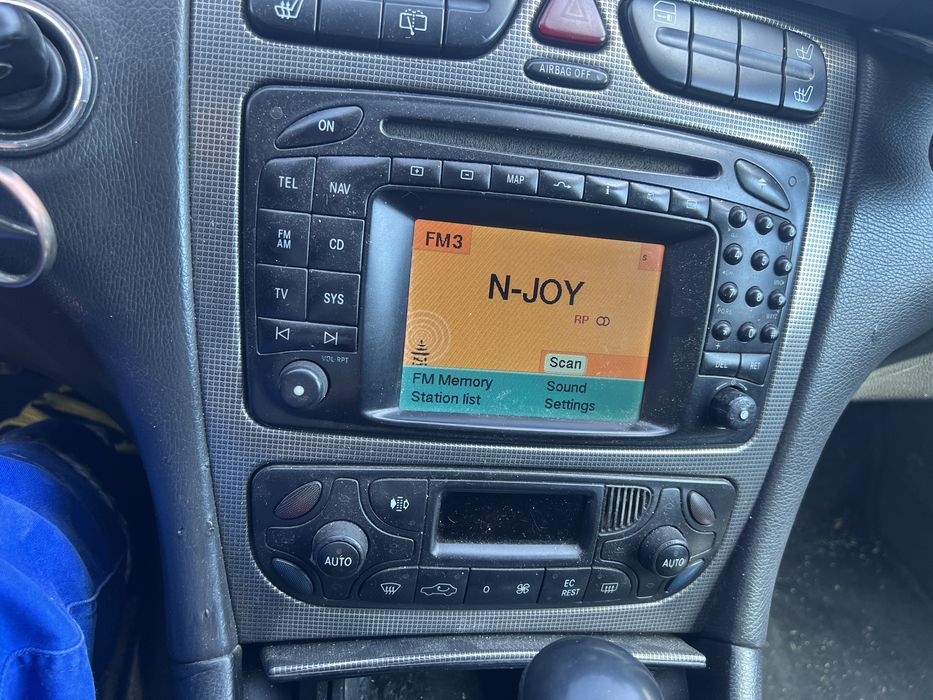 AIRBAG OFF
ON
TEL
NAV
MAP
FM
AM
CD
TV
SYS
VOL·RPT
FM3
s
N-JOY
RP
Scan
FM Memory
Sound
Station list
Settings
DEL
RET
AUTO
AUTO
0
EC
REST